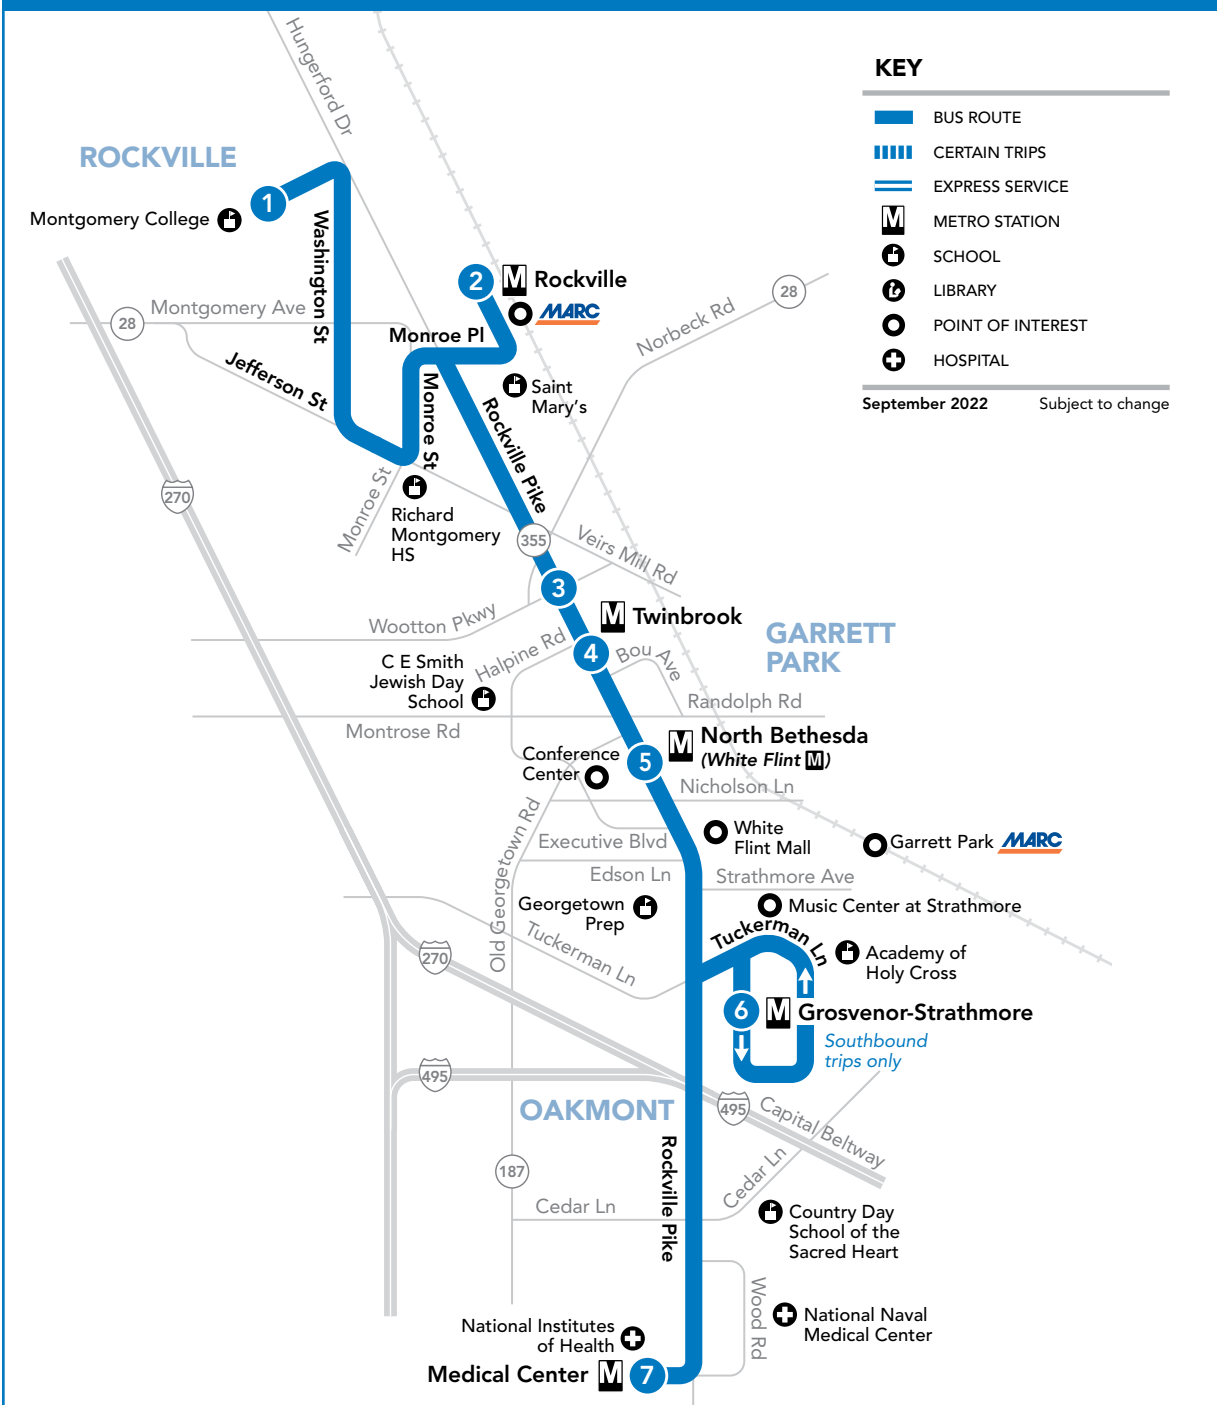 KEY
BUS ROUTE
CERTAIN TRIPS
EXPRESS SERVICE
M
METRO STATION
SCHOOL
LIBRARY
POINT OF INTEREST
HOSPITAL
September 2022
Subject to change
Hungerford Dr
ROCKVILLE
1
Montgomery College
Washington St
2
M
Rockville
MARC
28
Norbeck Rd
28
Montgomery Ave
Monroe Pl
Jefferson St
Monroe St
Saint
Mary's
Rockville Pike
270
Monroe St
Richard
Montgomery
HS
355
Veirs Mill Rd
3
Wootton Pkwy
M
Twinbrook
GARRETT
PARK
Halpine Rd
4
Bou Ave
C E Smith
Jewish Day
School
Randolph Rd
Montrose Rd
M
North Bethesda
(White Flint M)
Conference
Center
5
Nicholson Ln
Old Georgetown Rd
Executive Blvd
White
Flint Mall
Garrett Park
MARC
Edson Ln
Strathmore Ave
Georgetown
Prep
Music Center at Strathmore
Tuckerman Ln
Tuckerman Ln
Academy of
Holy Cross
270
6
M
Grosvenor-Strathmore
Southbound
trips only
495
OAKMONT
495
Capital Beltway
Rockville Pike
187
Cedar Ln
Cedar Ln
Country Day
School of the
Sacred Heart
Wood Rd
National Institutes
of Health
National Naval
Medical Center
Medical Center
M
7